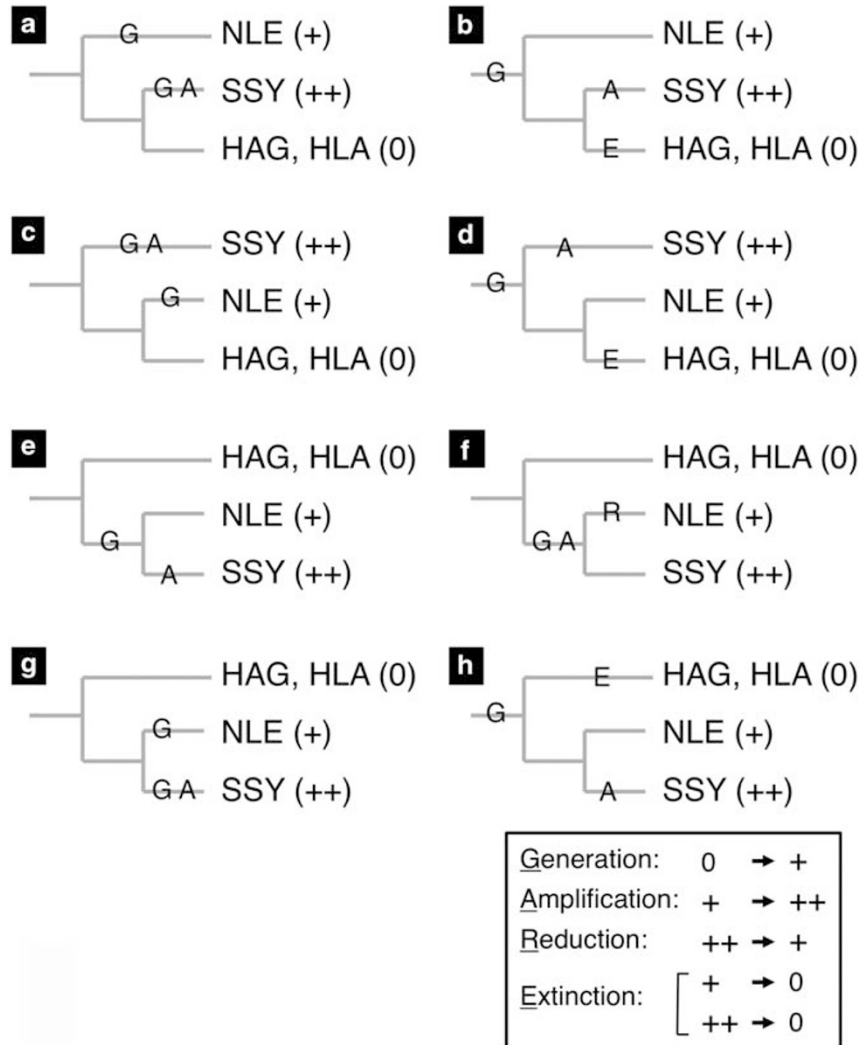 a
G NLE (+)
G A SSY (++)
HAG, HLA (0)
b
NLE (+)
G
A SSY (++)
E HAG, HLA (0)
c
G A SSY (++)
G NLE (+)
HAG, HLA (0)
d
A SSY (++)
G
NLE (+)
E HAG, HLA (0)
e
HAG, HLA (0)
NLE (+)
G
A SSY (++)
f
HAG, HLA (0)
R NLE (+)
G A
SSY (++)
g
HAG, HLA (0)
G NLE (+)
G A SSY (++)
h
E HAG, HLA (0)
G
NLE (+)
A SSY (++)
Generation: 0 ➞ +
Amplification: + ➞ ++
Reduction: ++ ➞ +
Extinction: + ➞ 0
++ ➞ 0